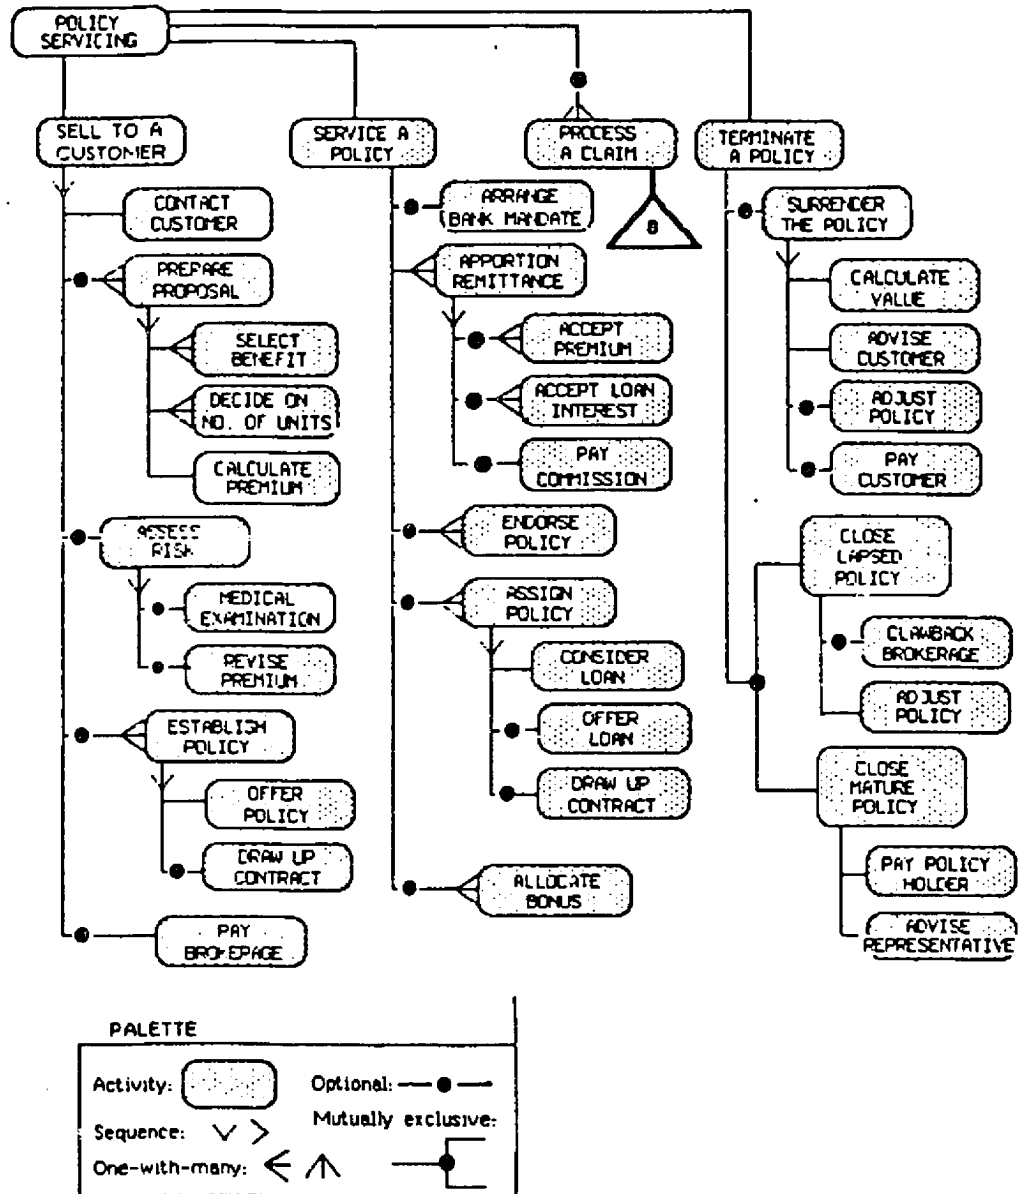 POLICY
SERVICING
SELL TO A
CUSTOMER
CONTACT
CUSTOMER
PREPARE
PROPOSAL
SELECT
BENEFIT
DECIDE ON
NO. OF UNITS
CALCULATE
PREMIUM
ASSESS
RISK
MEDICAL
EXAMINATION
REVISE
PREMIUM
ESTABLISH
POLICY
OFFER
POLICY
DRAW UP
CONTRACT
PAY
BROKERAGE
SERVICE A
POLICY
ARRANGE
BANK MANDATE
APPORTION
REMITTANCE
ACCEPT
PREMIUM
ACCEPT LOAN
INTEREST
PAY
COMMISSION
ENDORSE
POLICY
ASSIGN
POLICY
CONSIDER
LOAN
OFFER
LOAN
DRAW UP
CONTRACT
ALLOCATE
BONUS
PROCESS
A CLAIM
TERMINATE
A POLICY
SURRENDER
THE POLICY
CALCULATE
VALUE
ADVISE
CUSTOMER
ADJUST
POLICY
PAY
CUSTOMER
CLOSE
LAPSED
POLICY
CLAWBACK
BROKERAGE
ADJUST
POLICY
CLOSE
MATURE
POLICY
PAY POLICY
HOLDER
ADVISE
REPRESENTATIVE
PALETTE
Activity:
Optional:
Sequence:
Mutually exclusive:
One-with-many: